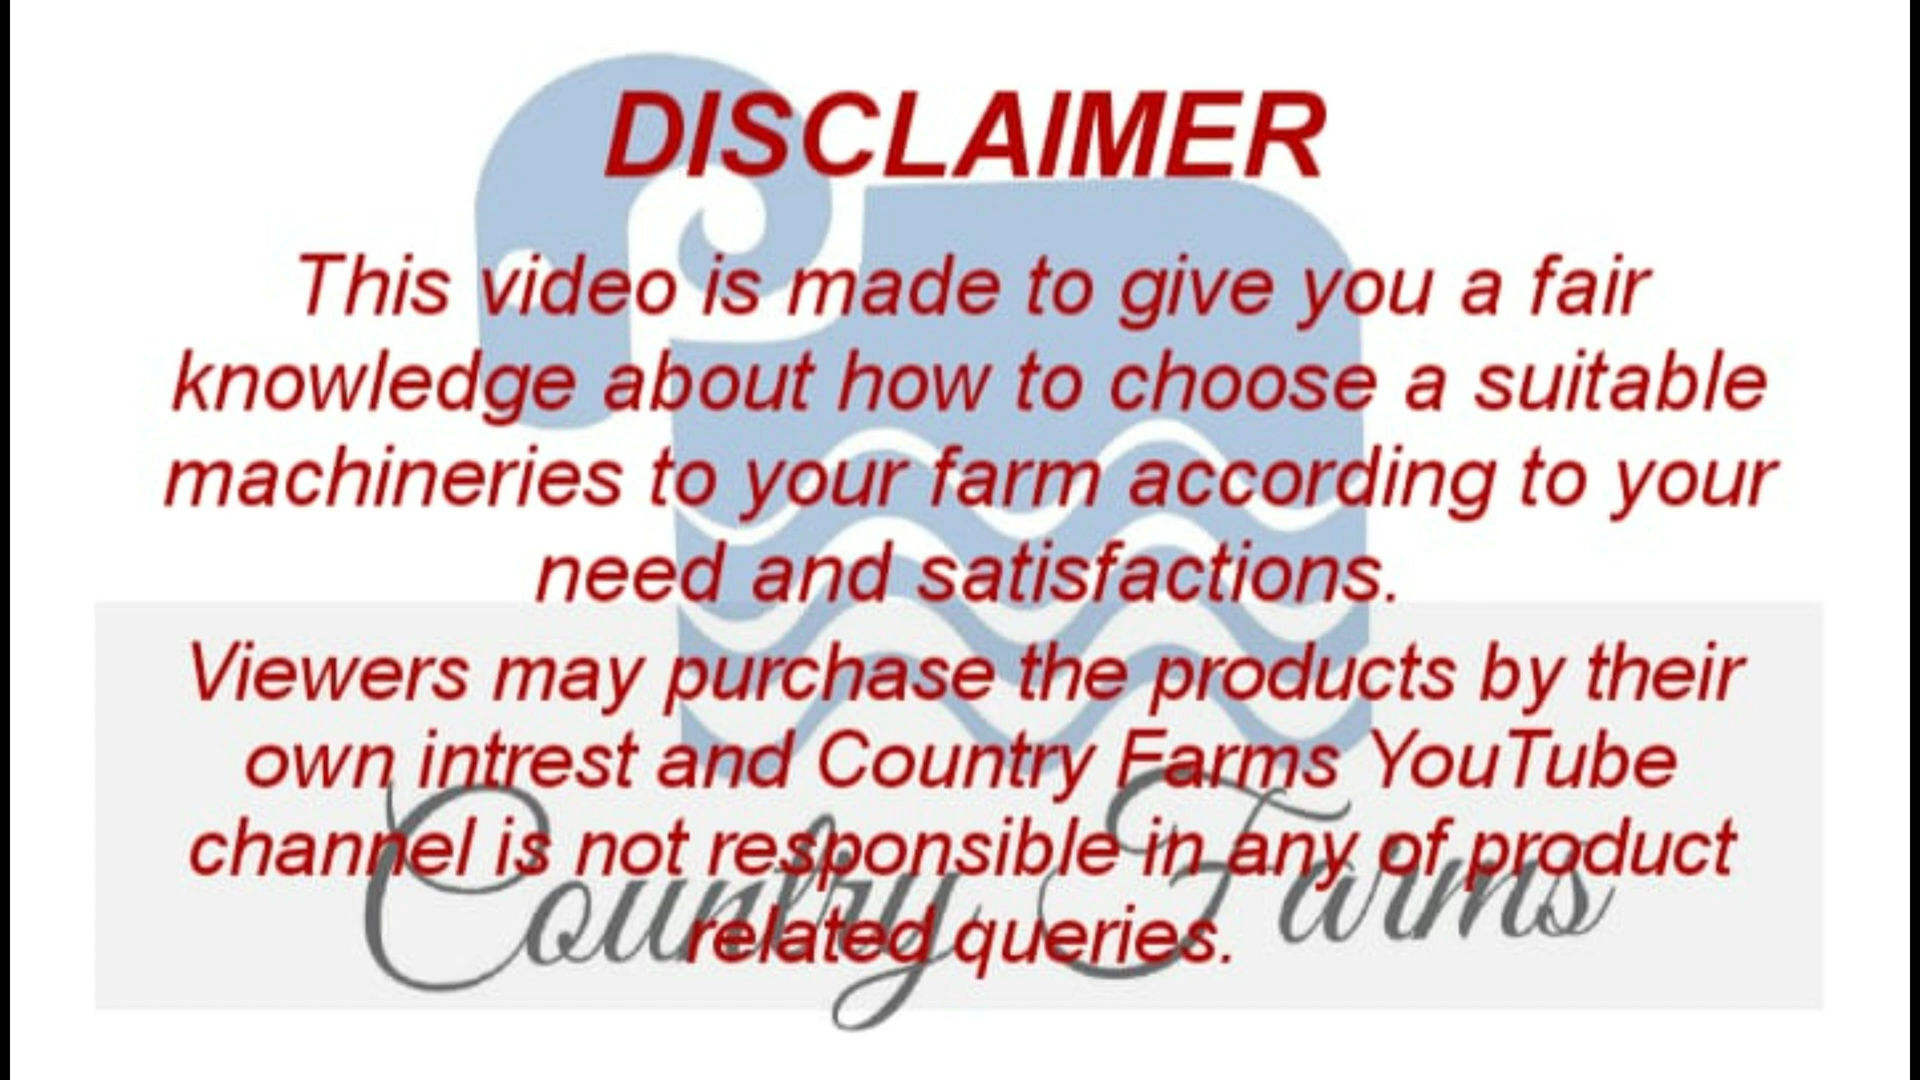 DISCLAIMER
This video is made to give you a fair
knowledge about how to choose a suitable
machineries to your farm according to your
need and satisfactions.
Viewers may purchase the products by their
own intrest and Country Farms YouTube
channel is not responsible in any of product
related queries.
Country Farms